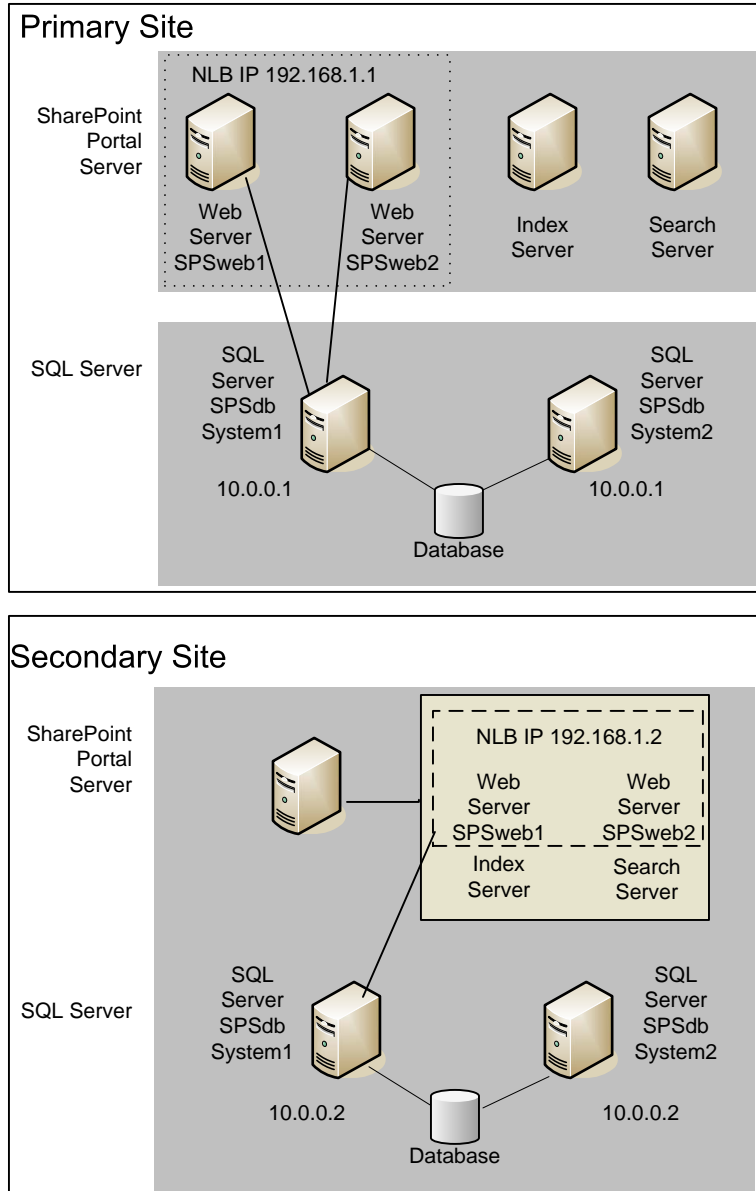 Primary Site
NLB IP 192.168.1.1
SharePoint
Portal
Server
Web
Server
SPSweb1
Web
Server
SPSweb2
Index
Server
Search
Server
SQL Server
SQL
Server
SPSdb
System1
SQL
Server
SPSdb
System2
10.0.0.1
10.0.0.1
Database
Secondary Site
SharePoint
Portal
Server
NLB IP 192.168.1.2
Web
Server
SPSweb1
Web
Server
SPSweb2
Index
Server
Search
Server
SQL Server
SQL
Server
SPSdb
System1
SQL
Server
SPSdb
System2
10.0.0.2
10.0.0.2
Database